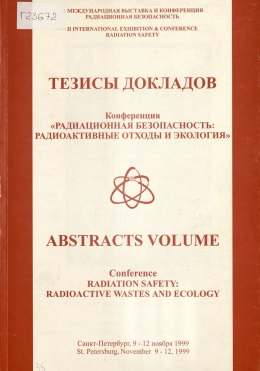 Г23672
МЕЖДУНАРОДНАЯ ВЫСТАВКА И КОНФЕРЕНЦИЯ
РАДИАЦИОННАЯ БЕЗОПАСНОСТЬ
II INTERNATIONAL EXHIBITION & CONFERENCE
RADIATION SAFETY
ТЕЗИСЫ ДОКЛАДОВ
Конференция
«РАДИАЦИОННАЯ БЕЗОПАСНОСТЬ:
РАДИОАКТИВНЫЕ ОТХОДЫ И ЭКОЛОГИЯ»
ABSTRACTS VOLUME
Conference
RADIATION SAFETY:
RADIOACTIVE WASTES AND ECOLOGY
Санкт-Петербург, 9 - 12 ноября 1999
St. Petersburg, November 9 - 12, 1999